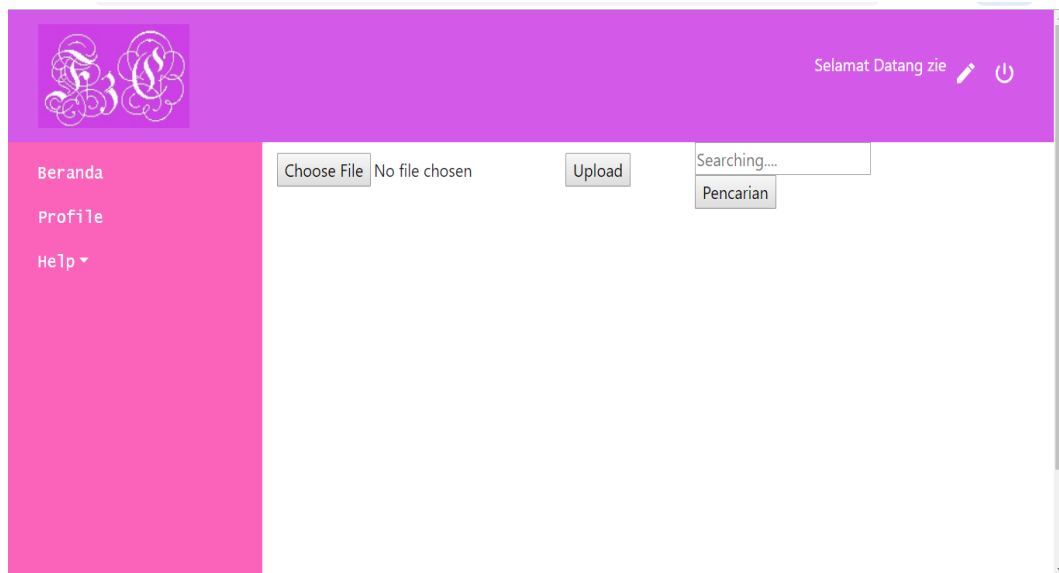 Selamat Datang zie
Beranda
Profile
Help
Choose File No file chosen
Upload
Searching....
Pencarian